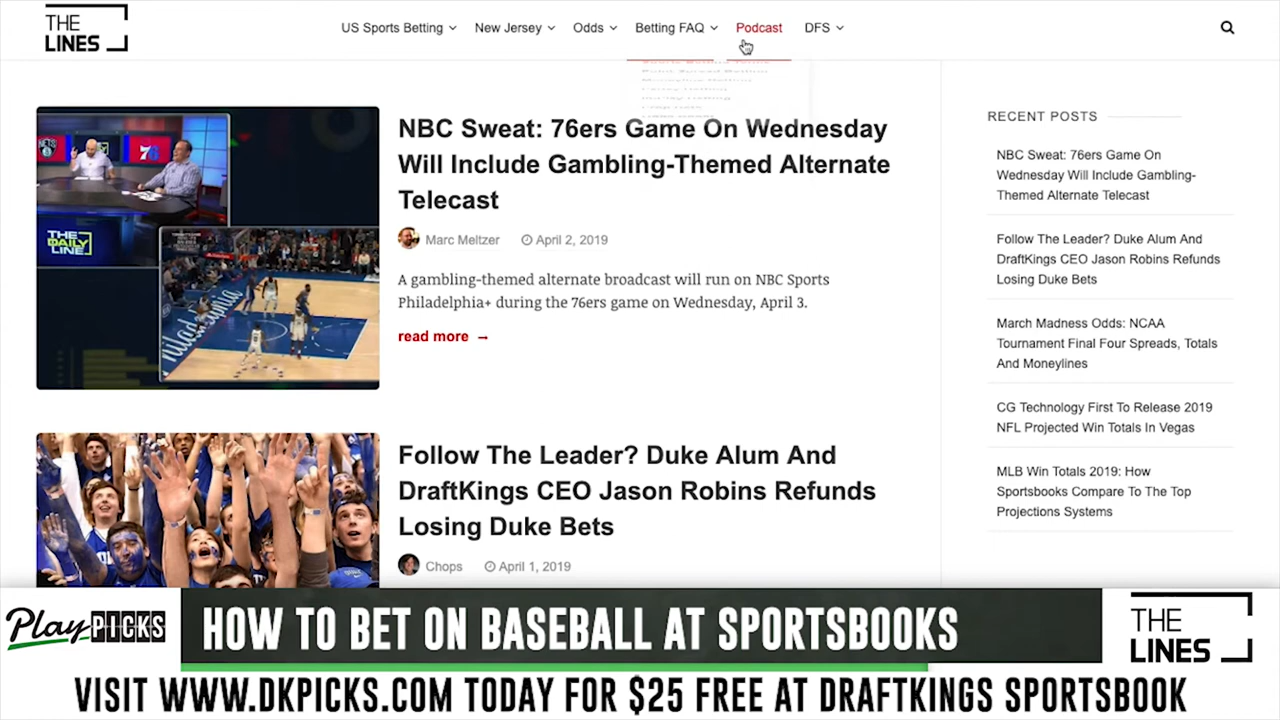 THE
LINES
US Sports Betting
New Jersey
Odds
Betting FAQ
Podcast
DFS
NBC Sweat: 76ers Game On Wednesday
Will Include Gambling-Themed Alternate
Telecast
Marc Meltzer
April 2, 2019
A gambling-themed alternate broadcast will run on NBC Sports
Philadelphia+ during the 76ers game on Wednesday, April 3.
read more →
THE
DAILY
LINE
Follow The Leader? Duke Alum And
DraftKings CEO Jason Robins Refunds
Losing Duke Bets
Chops
April 1, 2019
RECENT POSTS
NBC Sweat: 76ers Game On
Wednesday Will Include Gambling-
Themed Alternate Telecast
Follow The Leader? Duke Alum And
DraftKings CEO Jason Robins Refunds
Losing Duke Bets
March Madness Odds: NCAA
Tournament Final Four Spreads, Totals
And Moneylines
CG Technology First To Release 2019
NFL Projected Win Totals In Vegas
MLB Win Totals 2019: How
Sportsbooks Compare To The Top
Projections Systems
Play PICKS
HOW TO BET ON BASEBALL AT SPORTSBOOKS
THE
LINES
VISIT WWW.DKPICKS.COM TODAY FOR $25 FREE AT DRAFTKINGS SPORTSBOOK